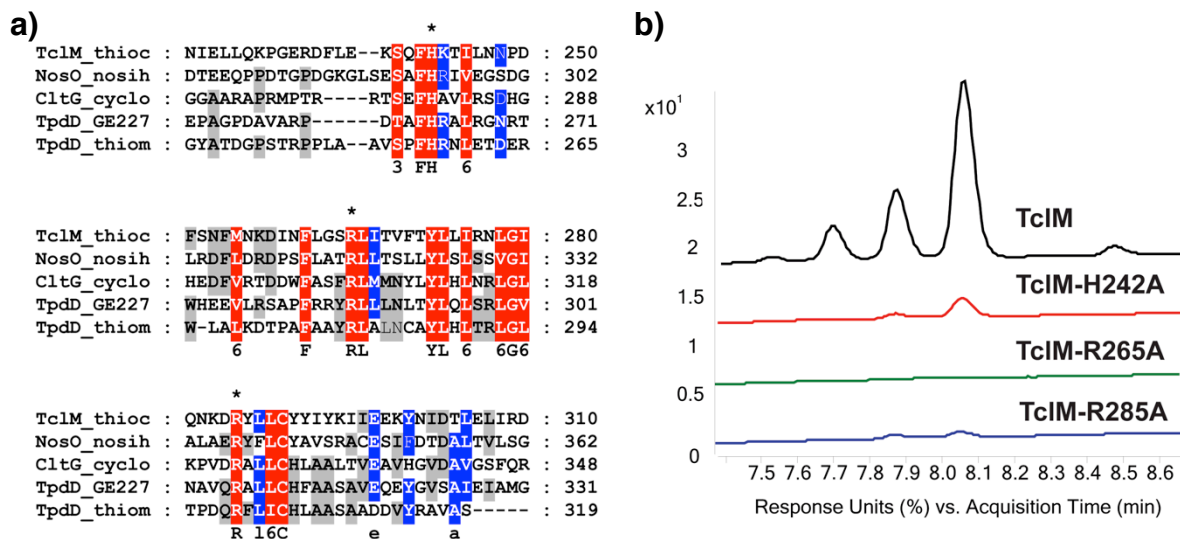 a)
*
TclM_thioc : NIELLQKPGERDFLE--KSQFHKTILNNPD : 250
NosO_nosih : DTEEQPPDTGPDGKGLSESAFHRIVEGSDG : 302
CltG_cyclo : GGAARAPRMPTR----RTSEFHAVLRSDHG : 288
TpdD_GE227 : EPAGPDAVARP------DTAFHRALRGNRT : 271
TpdD_thiom : GYATDGPSTRPPLA-AVSPFHRNLETDER : 265
3 FH 6
*
TclM_thioc : FSNFMNKDINFLGSRLITVFTYLLIRNLGI : 280
NosO_nosih : LRDFLDRDPSFLATRLLTSLLYLSLSSVGI : 332
CltG_cyclo : HEDFVRTDDWFASFRLMMNYLYLHLNRLGL : 318
TpdD_GE227 : WHEEVLRSAPFRRYRLLLNLTYLQLSRLGV : 301
TpdD_thiom : W-LALKDTPAFAAYRLALNCAYLHLTRLGL : 294
6 F RL YL 6 6G6
*
TclM_thioc : QNKDRYLLCYYIYKIIEEKYNIDTLELIRD : 310
NosO_nosih : ALAERYFLCYAVSRACESIFDTDALTVLSG : 362
CltG_cyclo : KPVDRALLCHLAALTVEAVHGVDAVGSFQR : 348
TpdD_GE227 : NAVQRALLCHFAASAVEQEYGVSAIEIAMG : 331
TpdD_thiom : TPDQRFLICHLAASAADDVYRAVAS----- : 319
R l6C e a
b)
x10¹
3
2.5
2
1.5
1
0.5
0
TclM
TclM-H242A
TclM-R265A
TclM-R285A
7.5 7.6 7.7 7.8 7.9 8.0 8.1 8.2 8.3 8.4 8.5 8.6
Response Units (%) vs. Acquisition Time (min)